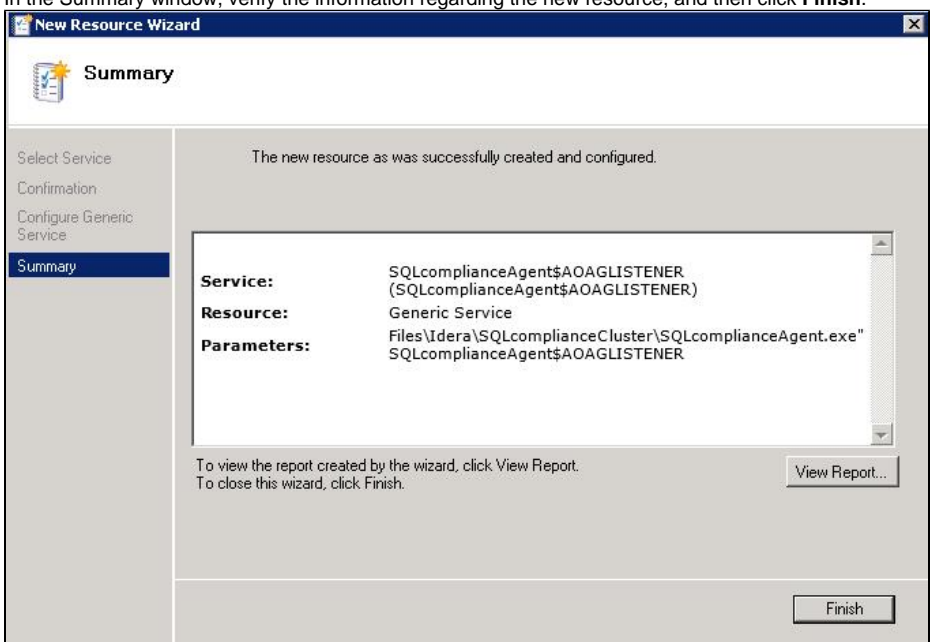 In the Summary window, verify the information regarding the new resource, and then click Finish.
New Resource Wizard
Summary
Select Service
Confirmation
Configure Generic
Service
Summary
The new resource as was successfully created and configured.
Service:
SQLcomplianceAgent$AOAGLISTENER
(SQLcomplianceAgent$AOAGLISTENER)
Resource:
Generic Service
Parameters:
Files\Idera\SQLcomplianceCluster\SQLcomplianceAgent.exe"
SQLcomplianceAgent$AOAGLISTENER
To view the report created by the wizard, click View Report.
To close this wizard, click Finish.
View Report...
Finish